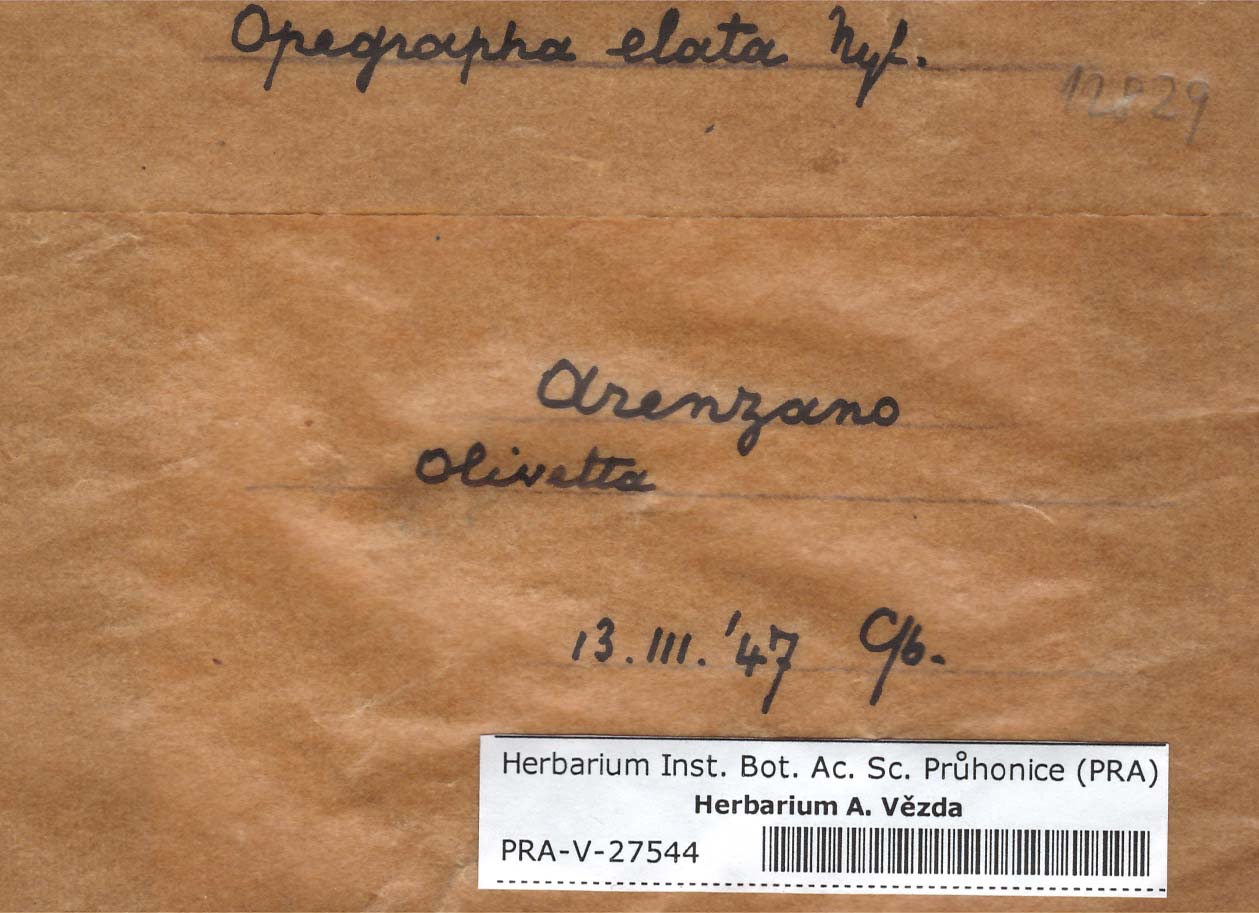 Opegrapha elata Nyl.
12829
Arenzano
Olivetta
13.III.'47 C/b.
Herbarium Inst. Bot. Ac. Sc. Průhonice (PRA)
Herbarium A. Vězda
PRA-V-27544